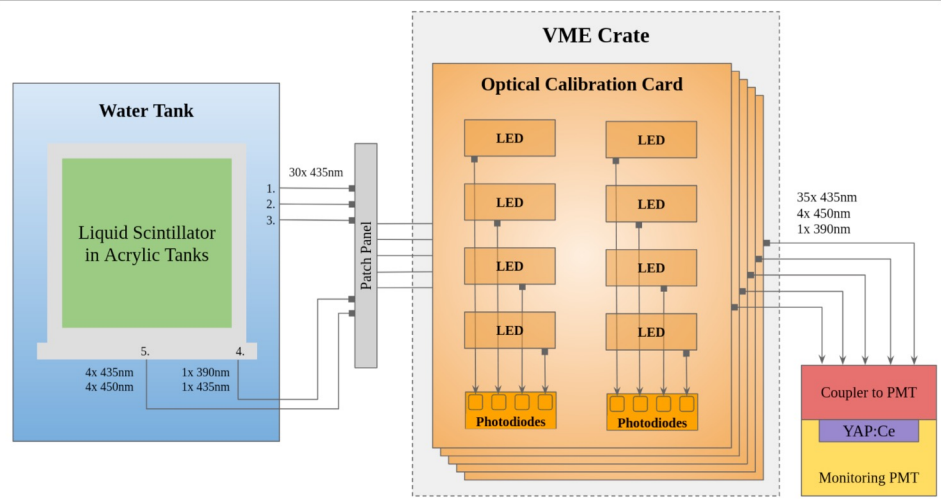 VME Crate
Water Tank
Liquid Scintillator
in Acrylic Tanks
30x 435nm
1.
2.
3.
5.
4.
4x 435nm
4x 450nm
1x 390nm
1x 435nm
Patch Panel
Optical Calibration Card
LED
LED
LED
LED
LED
LED
LED
LED
Photodiodes
Photodiodes
35x 435nm
4x 450nm
1x 390nm
Coupler to PMT
YAP:Ce
Monitoring PMT